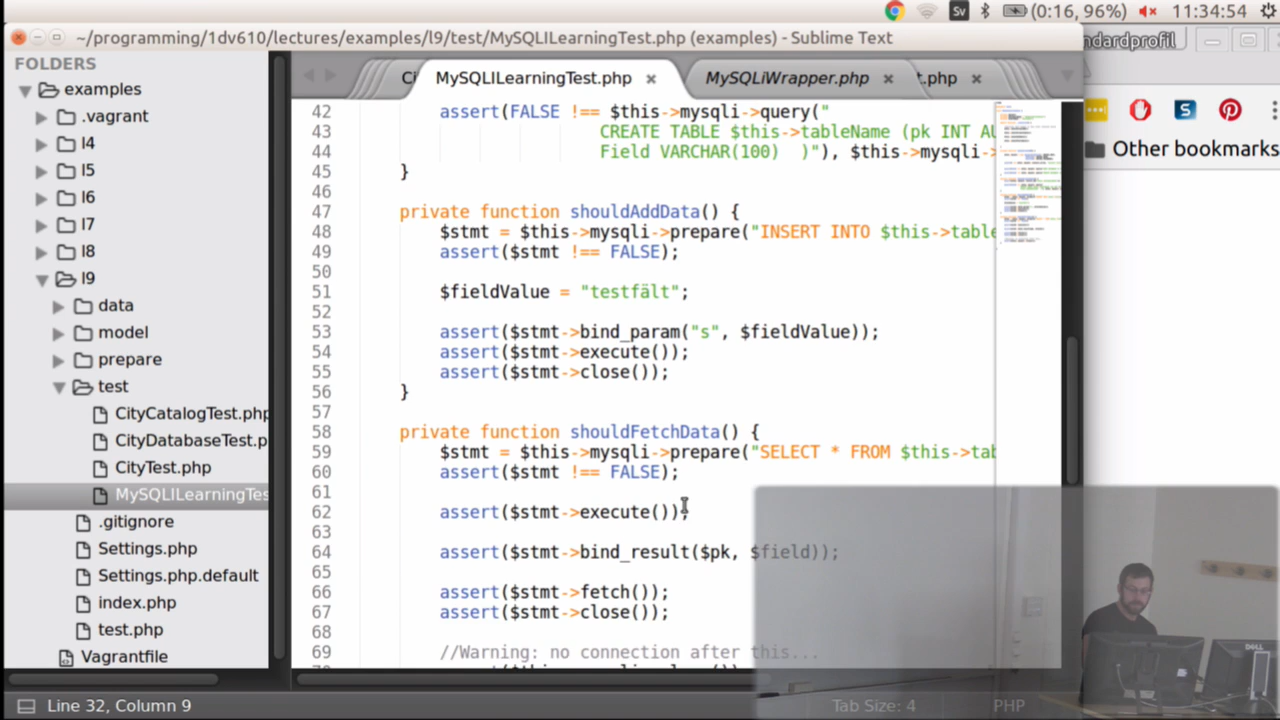 Sv (0:16, 96%) 11:34:54
~/programming/1dv610/lectures/examples/l9/test/MySQLILearningTest.php (examples) - Sublime Text
ndardprofil
FOLDERS
examples
.vagrant
l4
l5
l6
l7
l8
l9
data
model
prepare
test
CityCatalogTest.php
CityDatabaseTest.p
CityTest.php
MySQLILearningTes
.gitignore
Settings.php
Settings.php.default
index.php
test.php
Vagrantfile
Ci MySQLILearningTest.php × MySQLiWrapper.php × t.php ×
42 assert(FALSE !== $this->mysqli->query("
43 CREATE TABLE $this->tableName (pk INT AU
44 Field VARCHAR(100) )"), $this->mysqli-
45 }
46
47 private function shouldAddData() {
48 $stmt = $this->mysqli->prepare("INSERT INTO $this->table
49 assert($stmt !== FALSE);
50
51 $fieldValue = "testfält";
52
53 assert($stmt->bind_param("s", $fieldValue));
54 assert($stmt->execute());
55 assert($stmt->close());
56 }
57
58 private function shouldFetchData() {
59 $stmt = $this->mysqli->prepare("SELECT * FROM $this->tab
60 assert($stmt !== FALSE);
61
62 assert($stmt->execute());
63
64 assert($stmt->bind_result($pk, $field));
65
66 assert($stmt->fetch());
67 assert($stmt->close());
68
69 //Warning: no connection after this...
Other bookmarks
DELL
Line 32, Column 9 Tab Size: 4 PHP